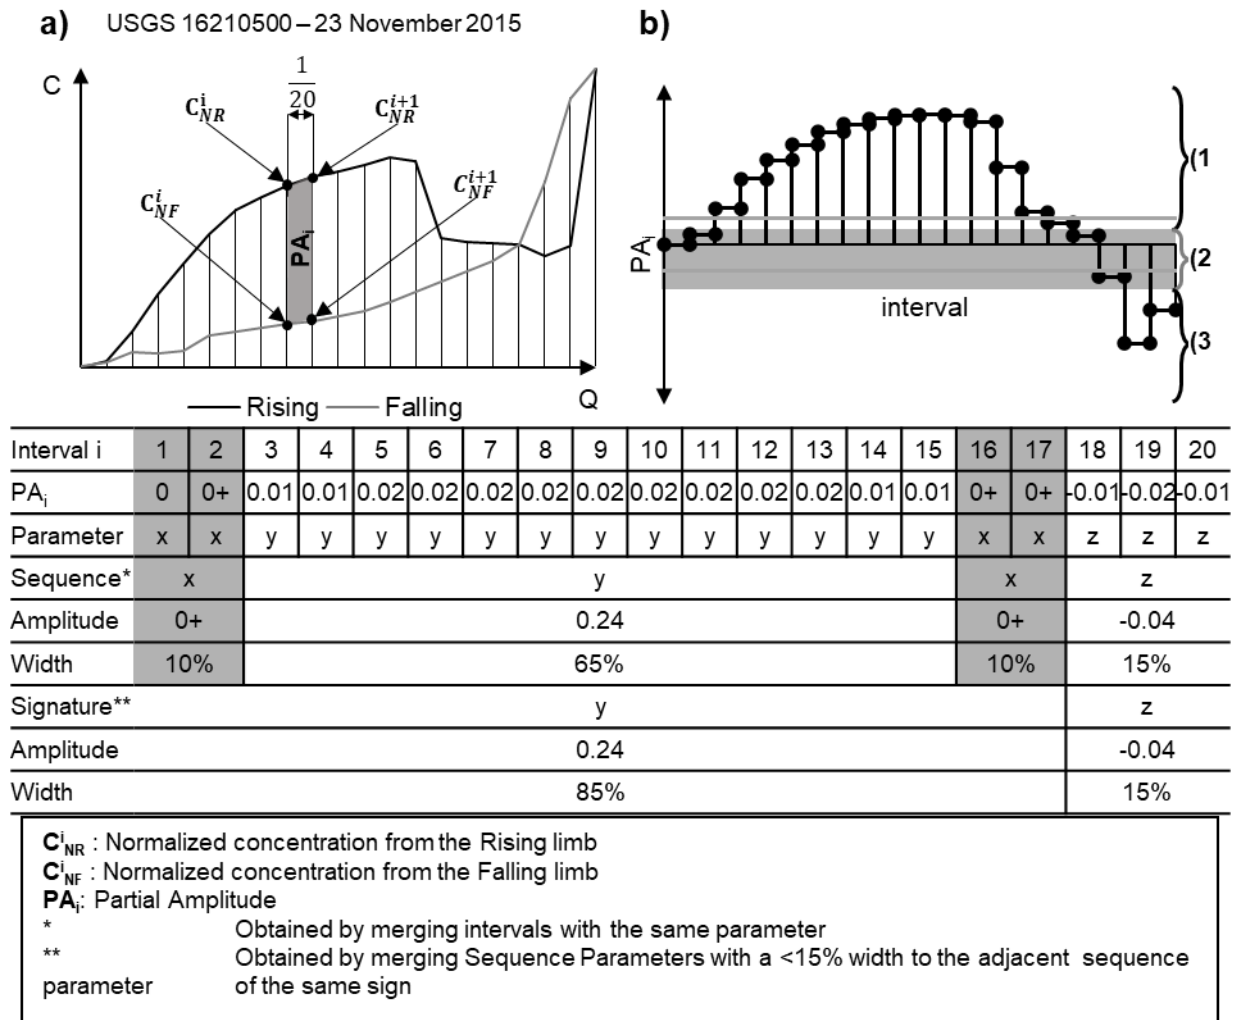 a) USGS 16210500 – 23 November 2015
b)
C
1
20
C^i_NR
C^{i+1}_NR
C^i_NF
C^{i+1}_NF
PA_i
Q
Rising Falling
PA_i
interval
(1
(2
(3
Interval i 1 2 3 4 5 6 7 8 9 10 11 12 13 14 15 16 17 18 19 20
PA_i 0 0+ 0.01 0.01 0.02 0.02 0.02 0.02 0.02 0.02 0.02 0.02 0.02 0.01 0.01 0+ 0+ -0.01 -0.02 -0.01
Parameter x x y y y y y y y y y y y y y x x z z z
Sequence* x y x z
Amplitude 0+ 0.24 0+ -0.04
Width 10% 65% 10% 15%
Signature** y z
Amplitude 0.24 -0.04
Width 85% 15%
C^i_NR : Normalized concentration from the Rising limb
C^i_NF : Normalized concentration from the Falling limb
PA_i: Partial Amplitude
* Obtained by merging intervals with the same parameter
** Obtained by merging Sequence Parameters with a <15% width to the adjacent sequence
parameter of the same sign